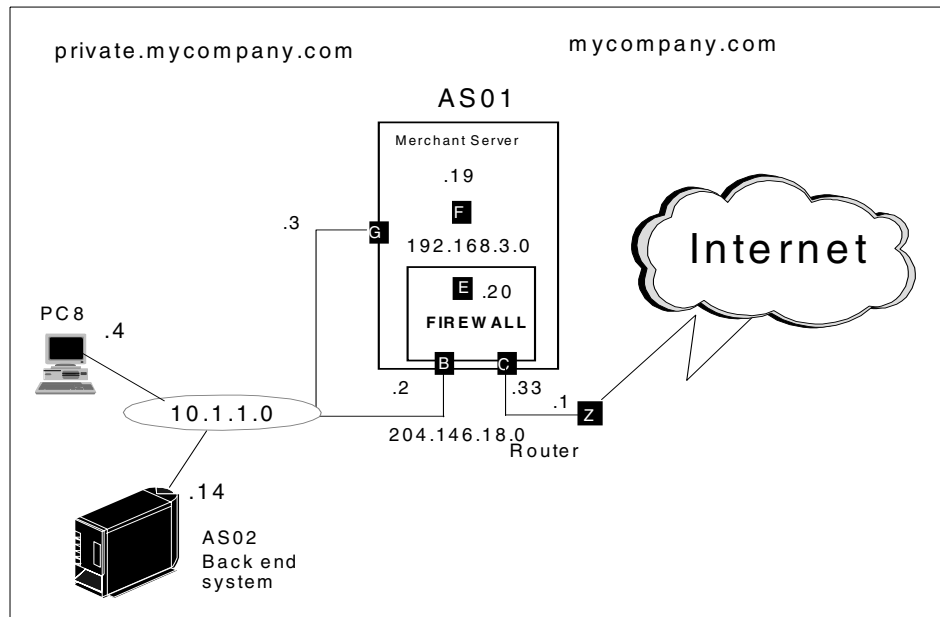 private.mycompany.com
mycompany.com
AS01
Merchant Server
.19
F
.3
G
192.168.3.0
Internet
E .20
FIREWALL
PC8
.4
B
C
.2
.33
.1
Z
10.1.1.0
204.146.18.0
Router
.14
AS02
Back end
system